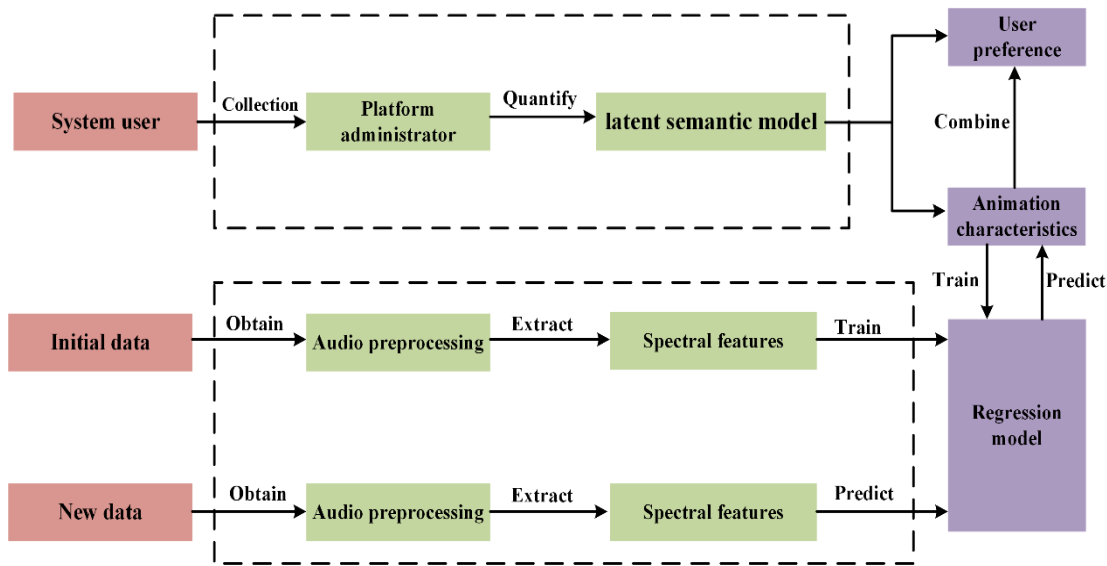 User
preference
Collection
Quantify
System user
Platform
administrator
latent semantic model
Combine
Animation
characteristics
Train
Predict
Initial data
Obtain
Audio preprocessing
Extract
Spectral features
Train
Regression
model
New data
Obtain
Audio preprocessing
Extract
Spectral features
Predict